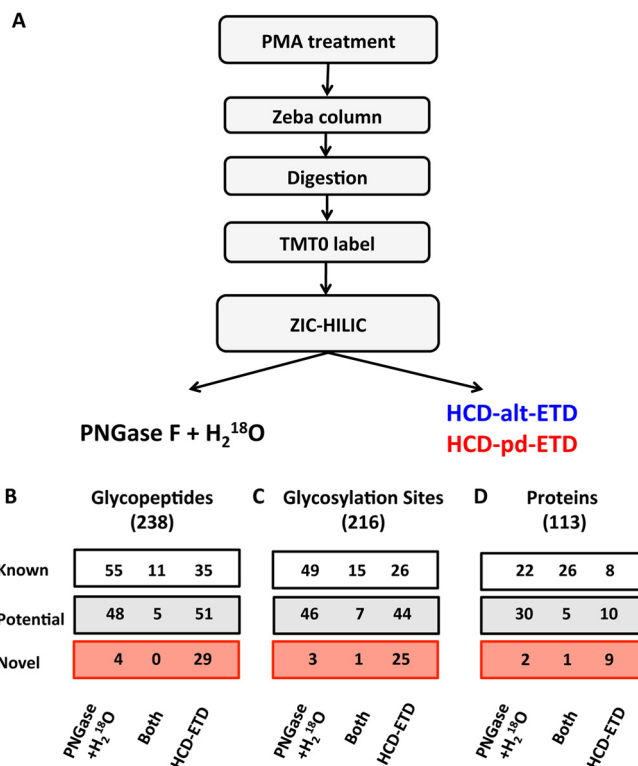 A
PMA treatment
Zeba column
Digestion
TMT0 label
ZIC-HILIC
PNGase F + H₂¹⁸O
HCD-alt-ETD
HCD-pd-ETD
B Glycopeptides
(238)
C Glycosylation Sites
(216)
D Proteins
(113)
Known 55 11 35 49 15 26 22 26 8
Potential 48 5 51 46 7 44 30 5 10
Novel 4 0 29 3 1 25 2 1 9
PNGase
+H₂¹⁸O
Both
HCD-ETD
PNGase
+H₂¹⁸O
Both
HCD-ETD
PNGase
+H₂¹⁸O
Both
HCD-ETD